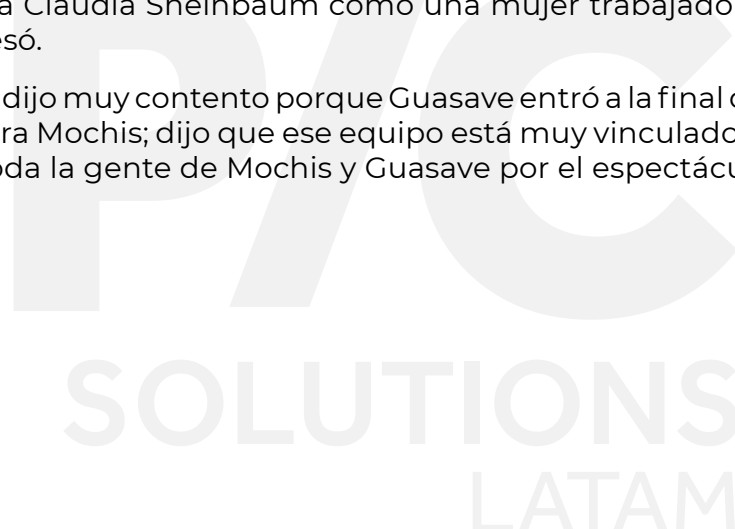 a Claudia Sheinbaum como una mujer trabajado
esó.
dijo muy contento porque Guasave entró a la final
ra Mochis; dijo que ese equipo está muy vinculado
oda la gente de Mochis y Guasave por el espectácu
P/C
SOLUTIONS
LATAM